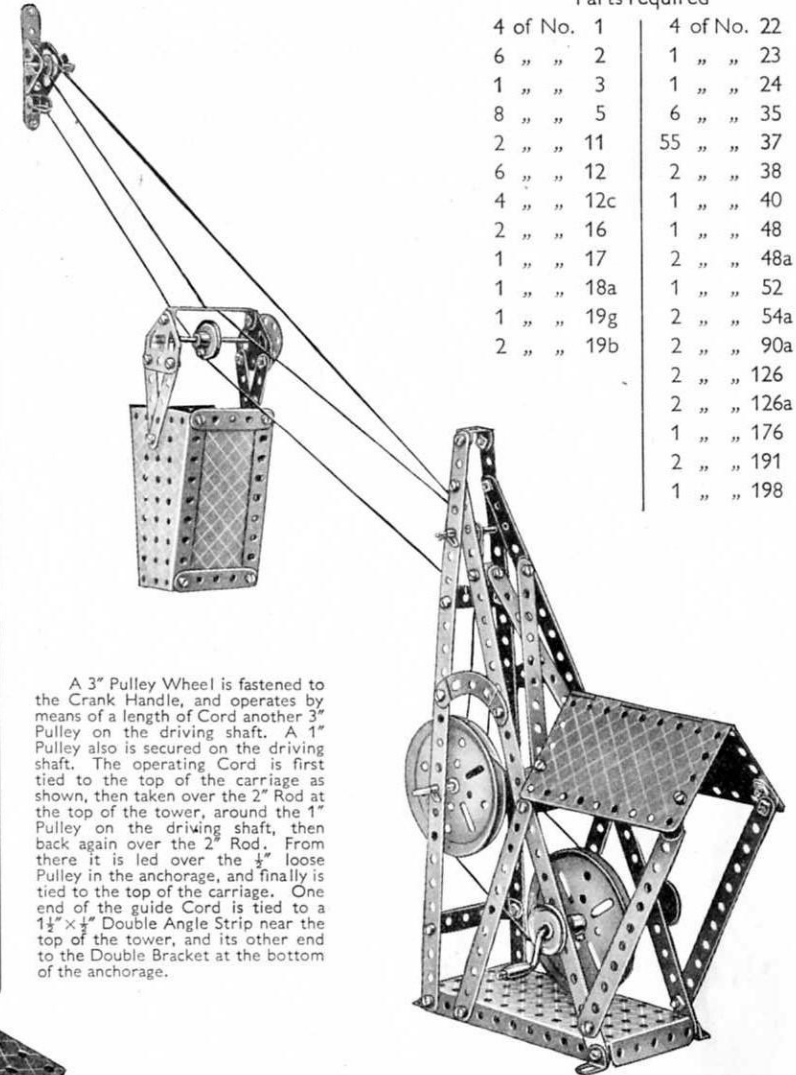 Parts required
4 of No. 1 4 of No. 22
6 „ „ 2 1 „ „ 23
1 „ „ 3 1 „ „ 24
8 „ „ 5 6 „ „ 35
2 „ „ 11 55 „ „ 37
6 „ „ 12 2 „ „ 38
4 „ „ 12c 1 „ „ 40
2 „ „ 16 1 „ „ 48
1 „ „ 17 2 „ „ 48a
1 „ „ 18a 1 „ „ 52
1 „ „ 19g 2 „ „ 54a
2 „ „ 19b 2 „ „ 90a
2 „ „ 126
2 „ „ 126a
1 „ „ 176
2 „ „ 191
1 „ „ 198
A 3″ Pulley Wheel is fastened to
the Crank Handle, and operates by
means of a length of Cord another 3″
Pulley on the driving shaft. A 1″
Pulley also is secured on the driving
shaft. The operating Cord is first
tied to the top of the carriage as
shown, then taken over the 2″ Rod at
the top of the tower, around the 1″
Pulley on the driving shaft, then
back again over the 2″ Rod. From
there it is led over the ½″ loose
Pulley in the anchorage, and finally is
tied to the top of the carriage. One
end of the guide Cord is tied to a
1½″×½″ Double Angle Strip near the
top of the tower, and its other end
to the Double Bracket at the bottom
of the anchorage.